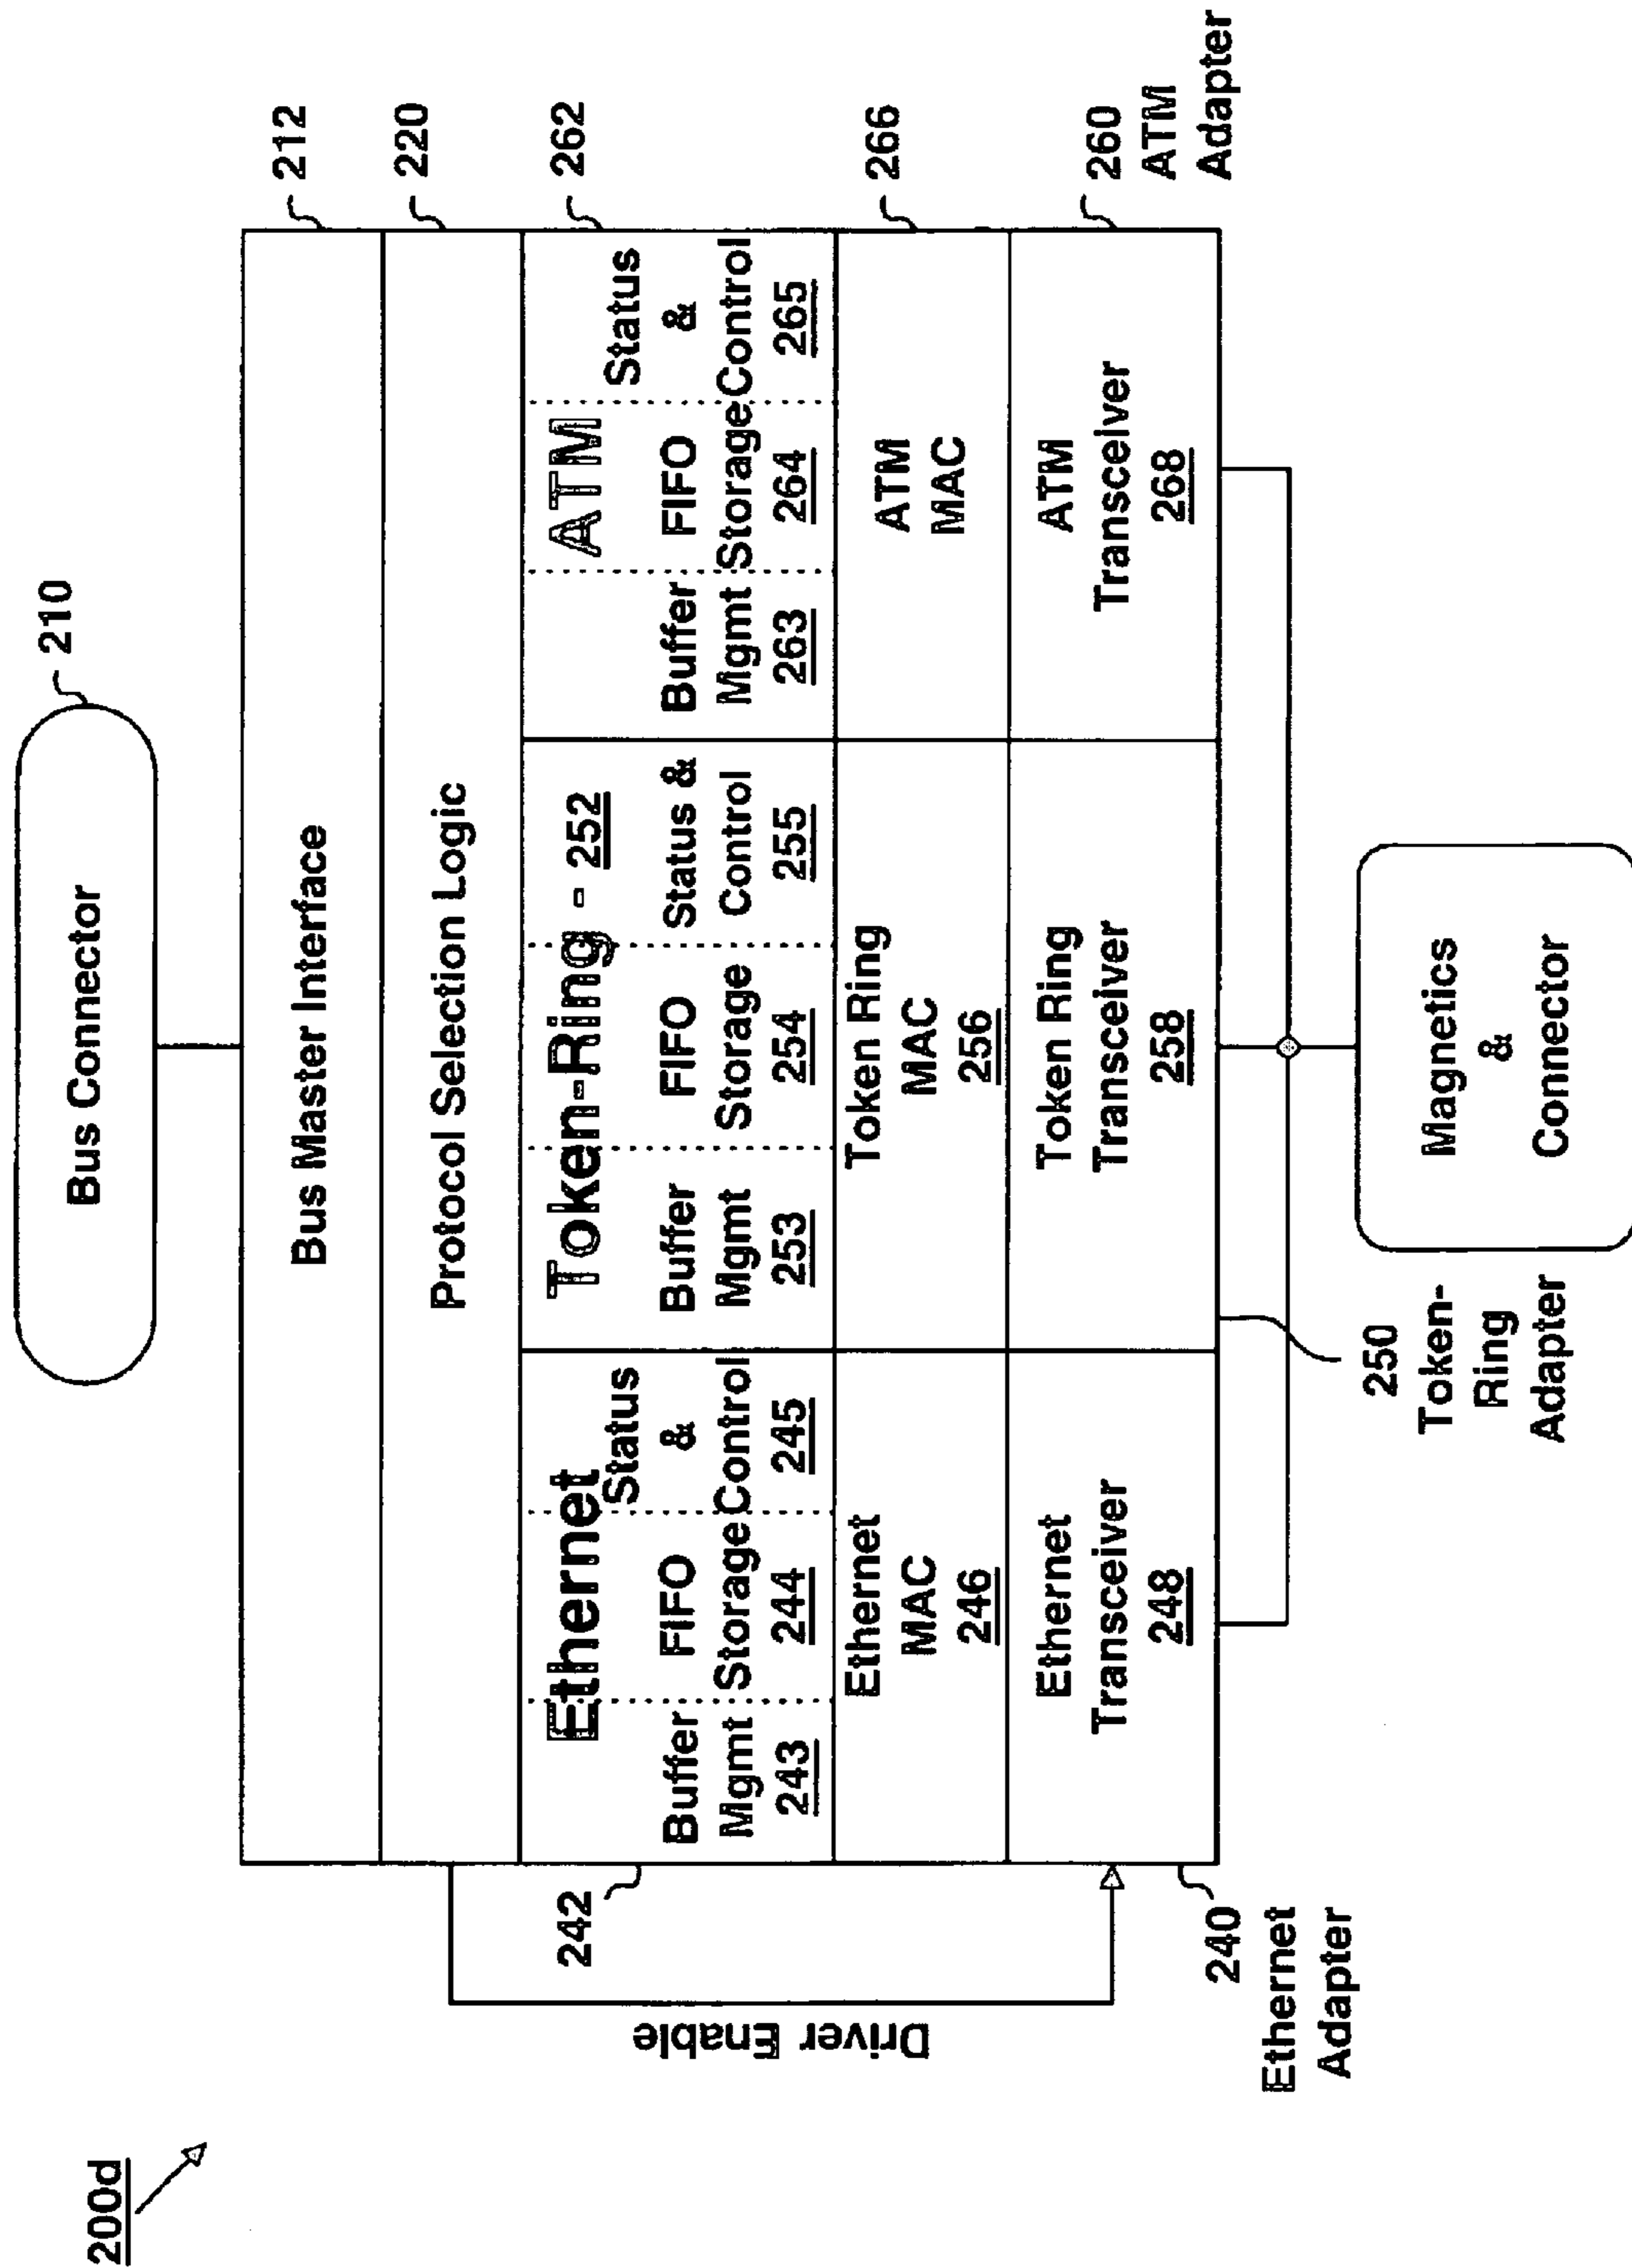 200d
Bus Connector
210
Bus Master Interface
212
Protocol Selection Logic
220
Driver Enable
242
Ethernet
Buffer
Mgmt
243
FIFO
Storage
244
Status
&
Control
245
Token-Ring - 252
Buffer
Mgmt
253
FIFO
Storage
254
Status &
Control
255
ATM
Buffer
Mgmt
263
FIFO
Storage
264
Status
&
Control
265
262
Ethernet
MAC
246
Token Ring
MAC
256
ATM
MAC
266
Ethernet
Transceiver
248
Token Ring
Transceiver
258
ATM
Transceiver
268
240
Ethernet
Adapter
260
ATM
Adapter
250
Token-
Ring
Adapter
Magnetics
&
Connector